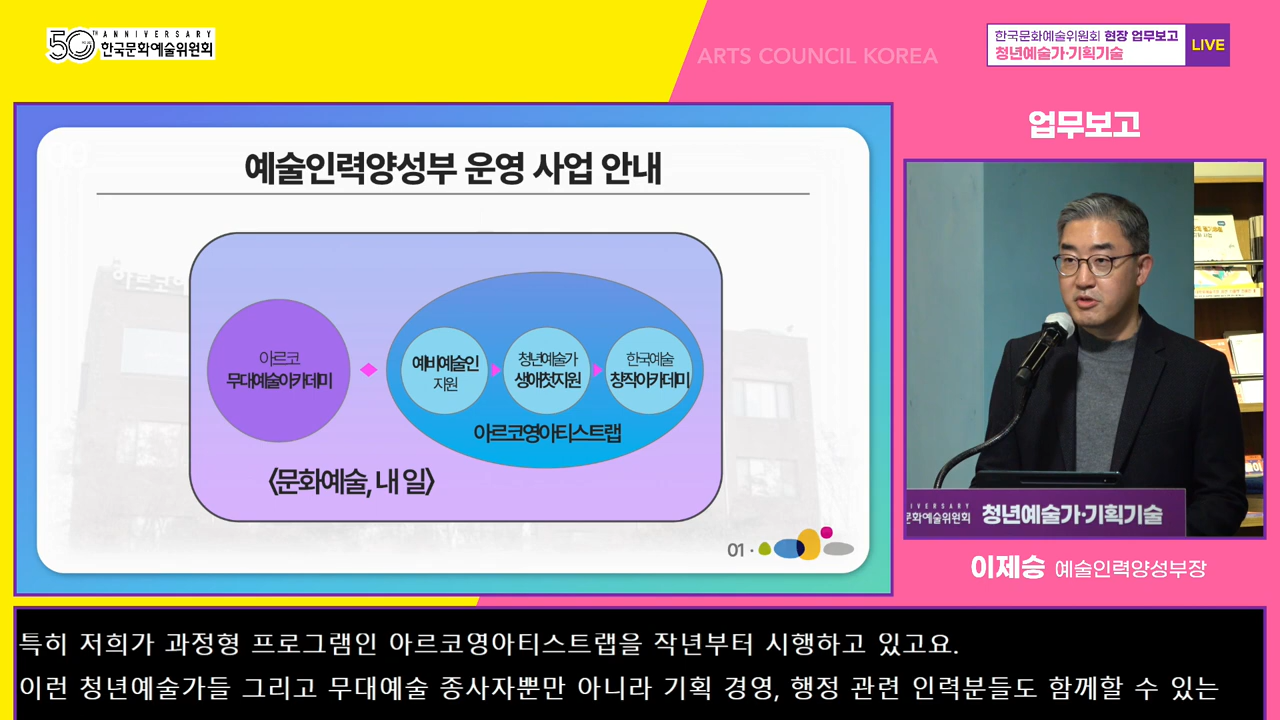 50TH ANNIVERSARY
한국문화예술위원회
ARTS COUNCIL KOREA
한국문화예술위원회 현장 업무보고
청년예술가·기획기술
LIVE
업무보고
예술인력양성부 운영 사업 안내
아르코
무대예술아카데미
예비예술인
지원
청년예술가
생애첫지원
한국예술
창작아카데미
아르코영아티스트랩
〈문화예술, 내 일〉
01
청년예술가·기획기술
이제승 예술인력양성부장
특히 저희가 과정형 프로그램인 아르코영아티스트랩을 작년부터 시행하고 있고요.
이런 청년예술가들 그리고 무대예술 종사자뿐만 아니라 기획 경영, 행정 관련 인력분들도 함께할 수 있는